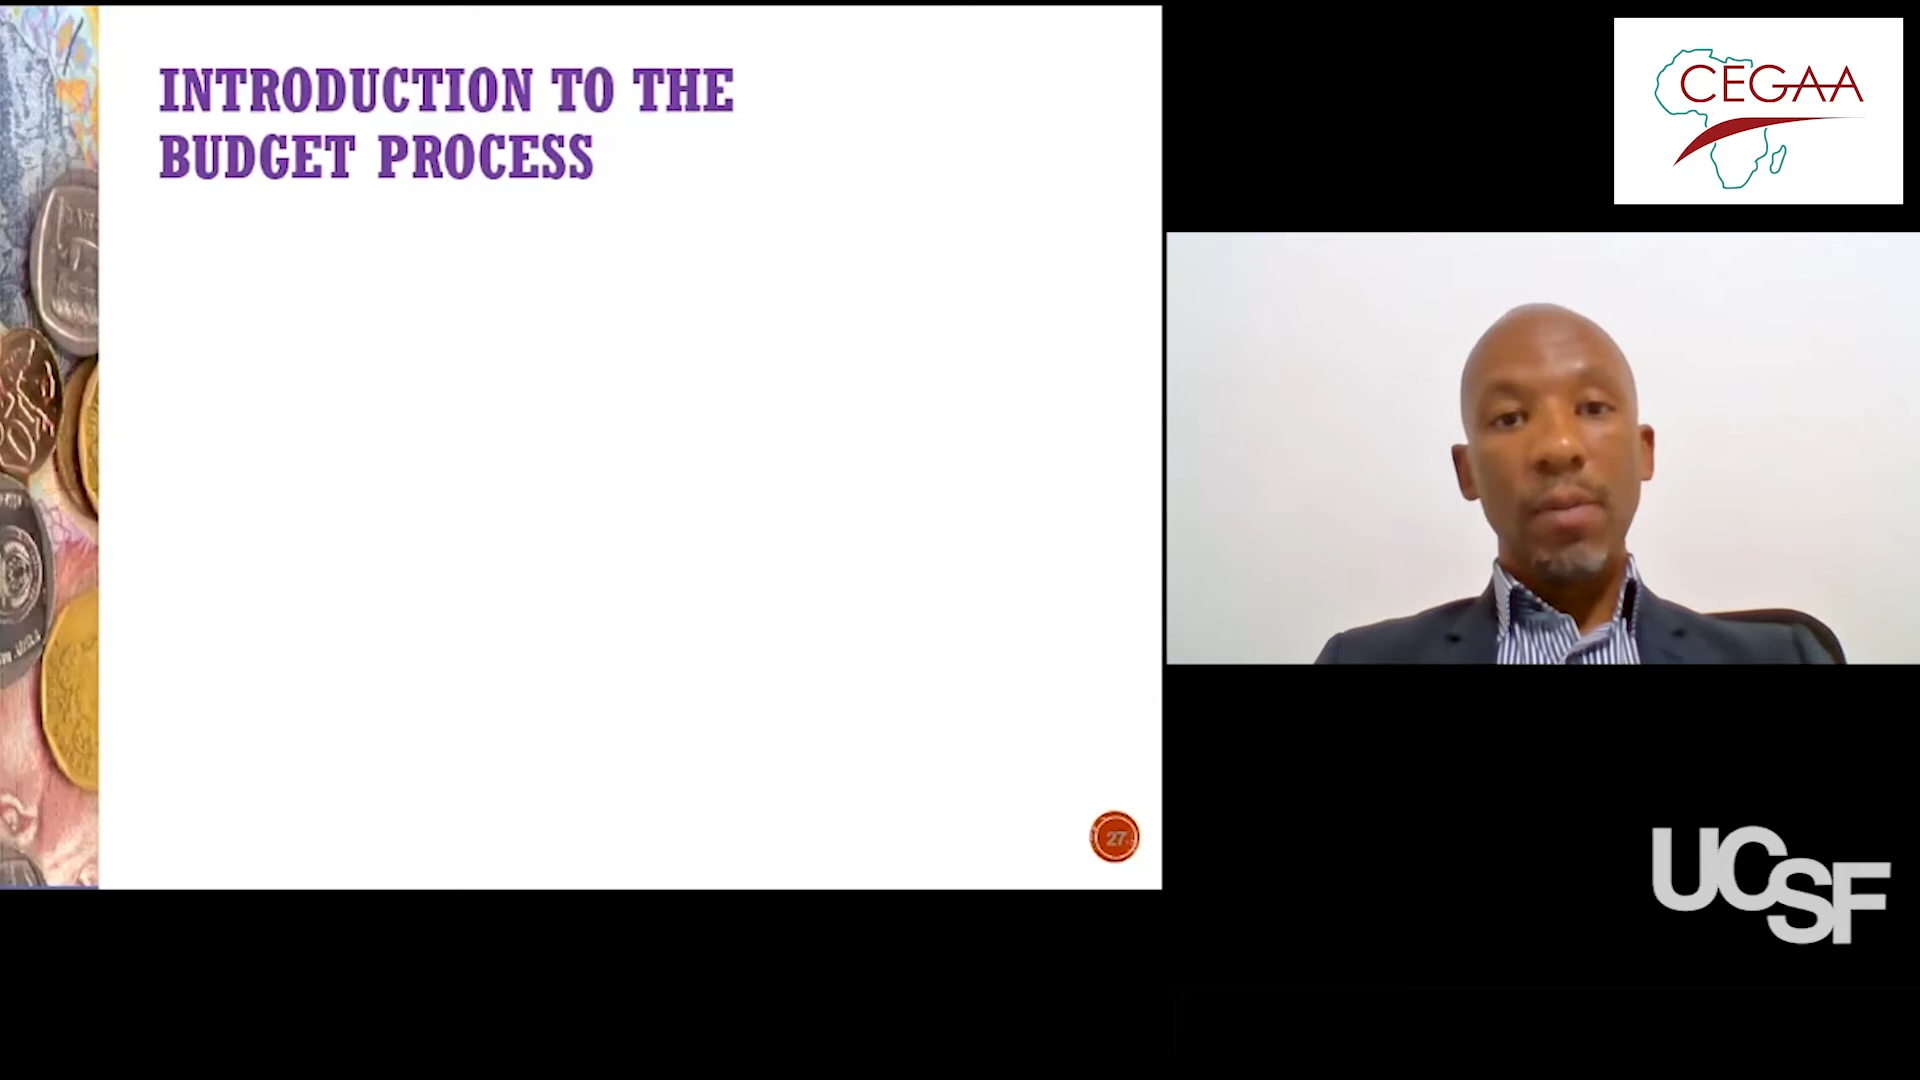 INTRODUCTION TO THE
BUDGET PROCESS
27
CEGAA
UCSF